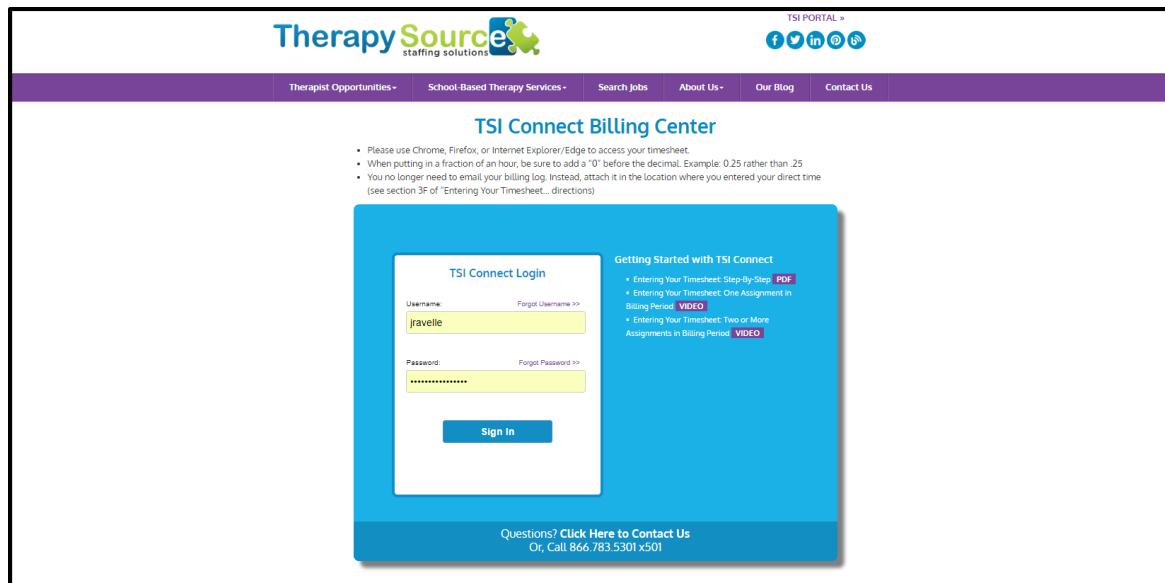 TSI PORTAL »
Therapy Source
staffing solutions
Therapist Opportunities
School-Based Therapy Services
Search Jobs
About Us
Our Blog
Contact Us
TSI Connect Billing Center
• Please use Chrome, Firefox, or Internet Explorer/Edge to access your timesheet.
• When putting in a fraction of an hour, be sure to add a "0" before the decimal. Example: 0.25 rather than .25
• You no longer need to email your billing log. Instead, attach it in the location where you entered your direct time
(see section 3F of "Entering Your Timesheet... directions)
TSI Connect Login
Username:
Forgot Username >>
jravelle
Password:
Forgot Password >>
••••••••••••••••
Sign In
Getting Started with TSI Connect
• Entering Your Timesheet: Step-By-Step PDF
• Entering Your Timesheet: One Assignment in
Billing Period VIDEO
• Entering Your Timesheet: Two or More
Assignments in Billing Period VIDEO
Questions? Click Here to Contact Us
Or, Call 866.783.5301 x501